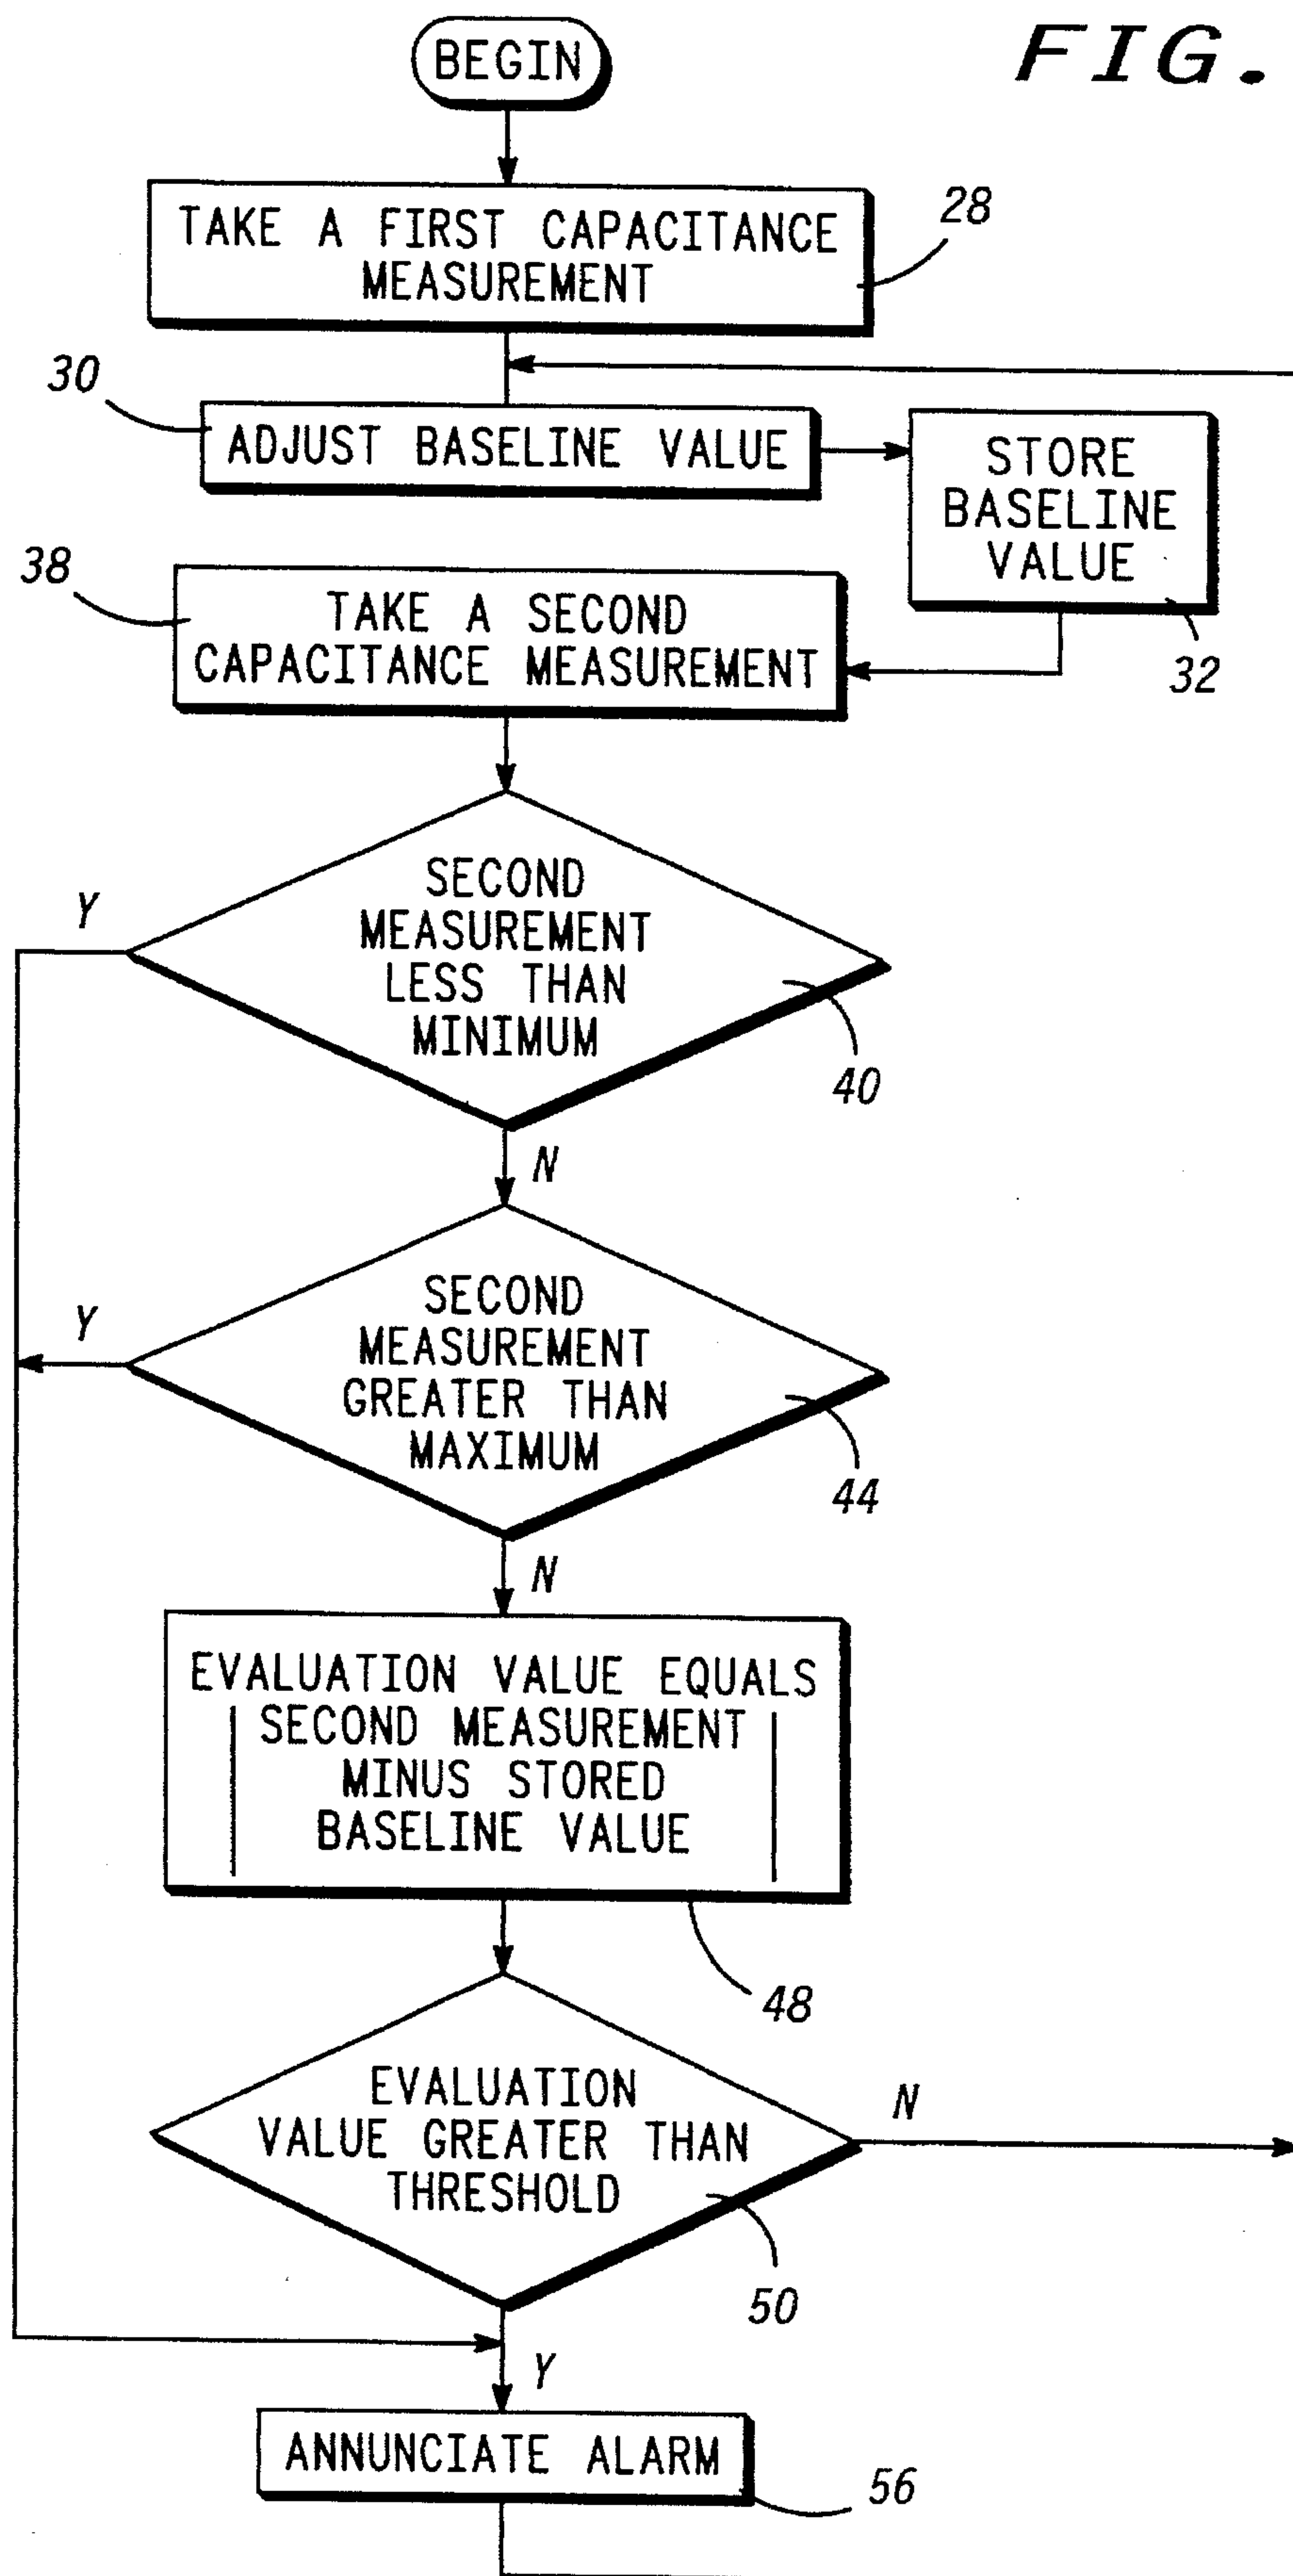 FIG.
BEGIN
TAKE A FIRST CAPACITANCE
MEASUREMENT
28
30
ADJUST BASELINE VALUE
STORE
BASELINE
VALUE
32
38
TAKE A SECOND
CAPACITANCE MEASUREMENT
Y
SECOND
MEASUREMENT
LESS THAN
MINIMUM
40
N
Y
SECOND
MEASUREMENT
GREATER THAN
MAXIMUM
44
N
EVALUATION VALUE EQUALS
SECOND MEASUREMENT
MINUS STORED
BASELINE VALUE
48
EVALUATION
VALUE GREATER THAN
THRESHOLD
N
50
Y
ANNUNCIATE ALARM
56